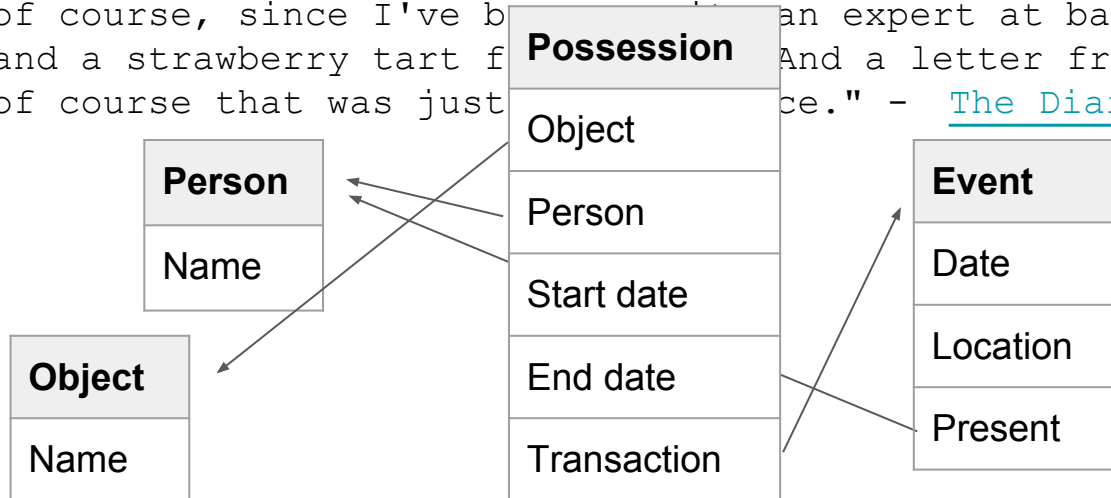 of course, since I've b an expert at ba
and a strawberry tart f And a letter fr
of course that was just ce." - The Diar
Possession
Object
Person
Start date
End date
Transaction
Person
Name
Object
Name
Event
Date
Location
Present